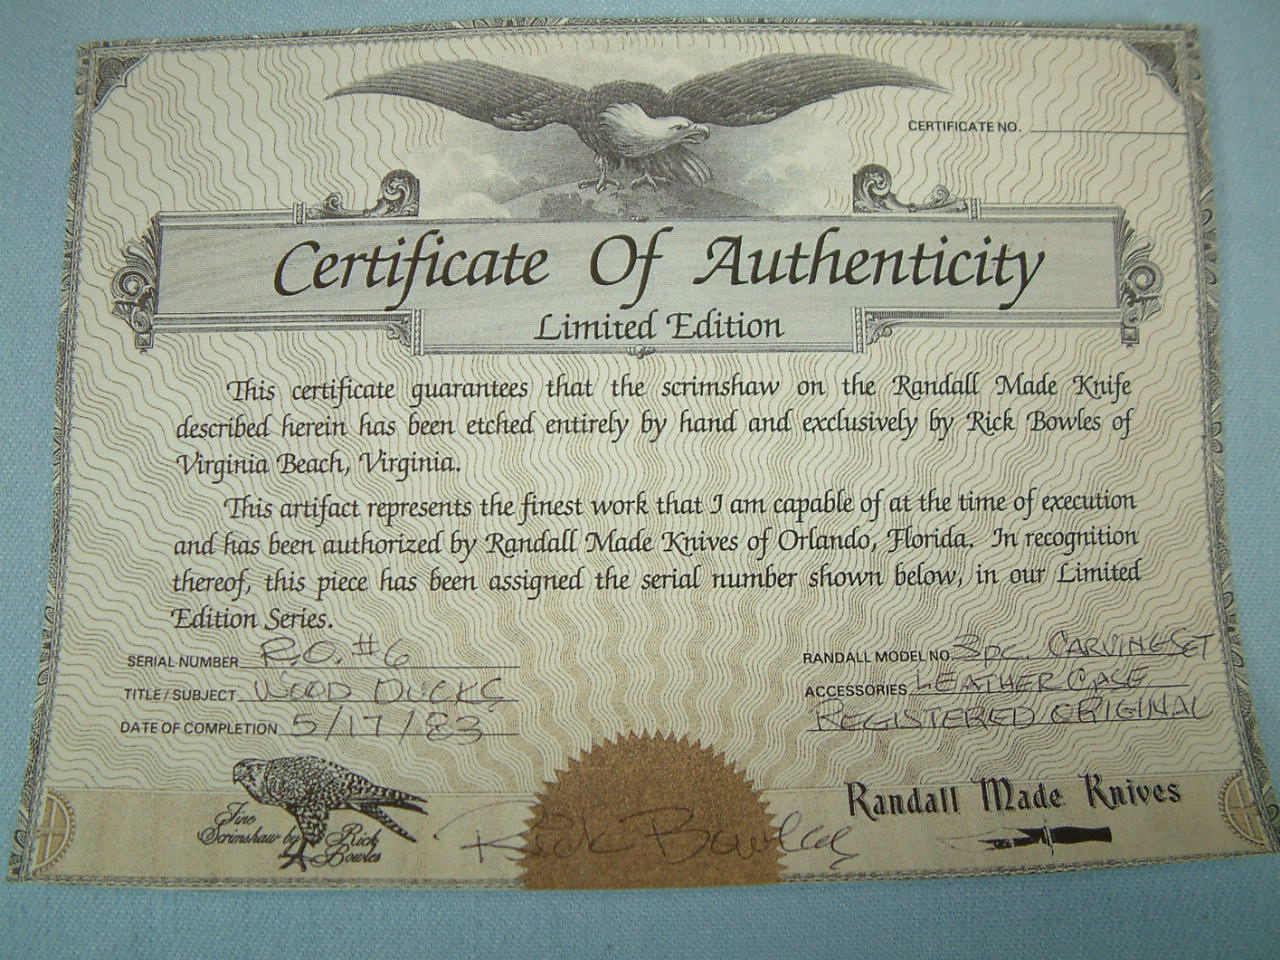 CERTIFICATE NO.
Certificate Of Authenticity
Limited Edition
This certificate guarantees that the scrimshaw on the Randall Made Knife
described herein has been etched entirely by hand and exclusively by Rick Bowles of
Virginia Beach, Virginia.
This artifact represents the finest work that I am capable of at the time of execution
and has been authorized by Randall Made Knives of Orlando, Florida. In recognition
thereof, this piece has been assigned the serial number shown below, in our Limited
Edition Series.
SERIAL NUMBER R.O. #6
TITLE / SUBJECT WOOD DUCKS
DATE OF COMPLETION 5/17/83
RANDALL MODEL NO. 3pc. CARVING SET
ACCESSORIES LEATHER CASE
REGISTERED ORIGINAL
Fine
Scrimshaw by Rick
Bowles
Rick Bowles
Randall Made Knives